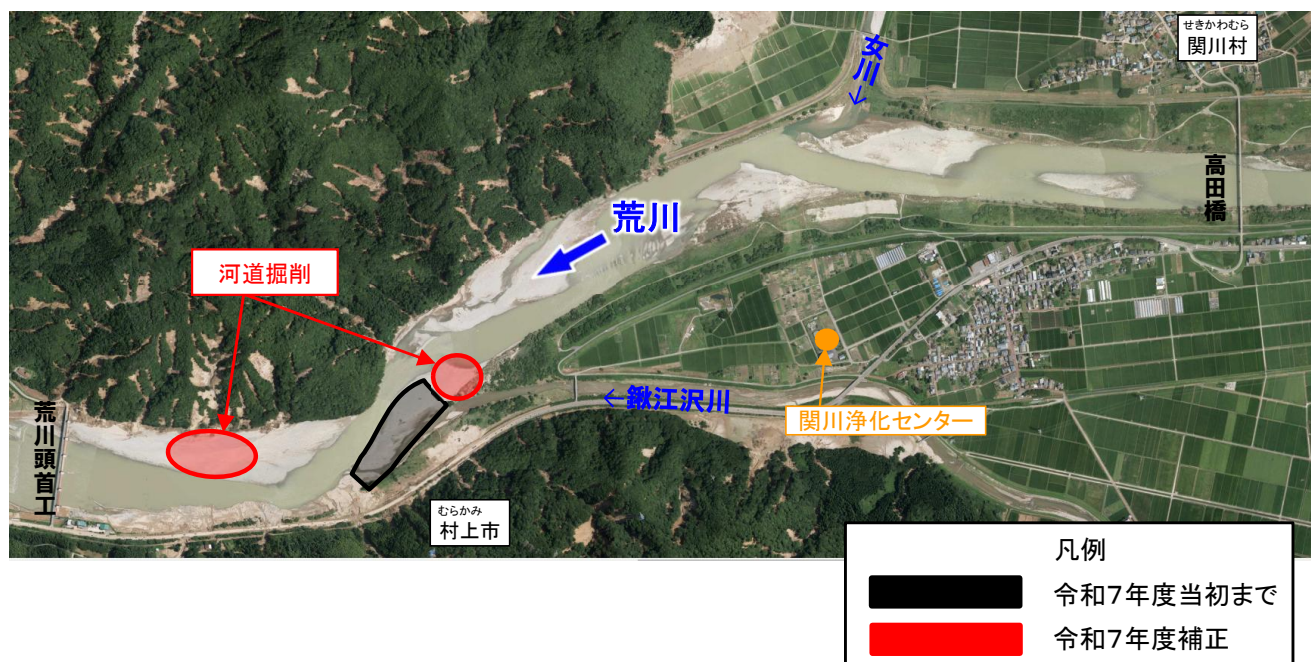 せきかわむら
関川村
女川
↓
高田橋
荒川
河道掘削
関川浄化センター
←鍬江沢川
荒川頭首工
むらかみ
村上市
凡例
令和7年度当初まで
令和7年度補正